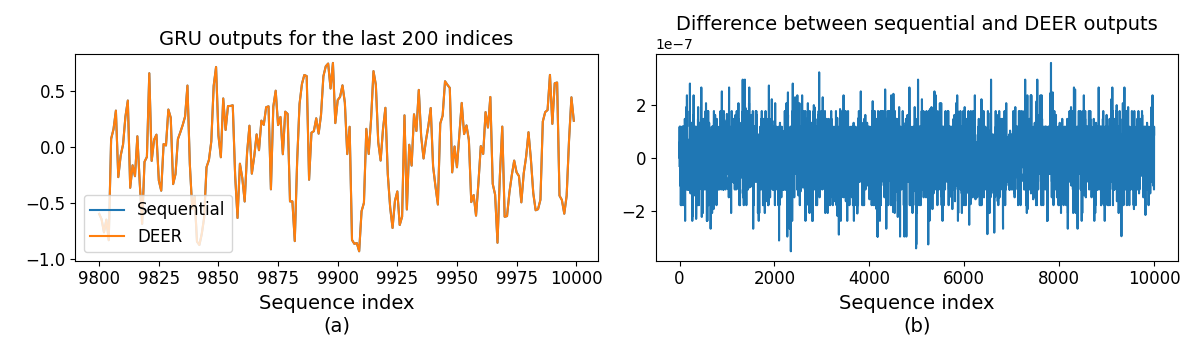 GRU outputs for the last 200 indices
0.5
0.0
−0.5
−1.0
Sequential
DEER
9800 9825 9850 9875 9900 9925 9950 9975 10000
Sequence index
(a)
Difference between sequential and DEER outputs
1e−7
2
0
−2
0 2000 4000 6000 8000 10000
Sequence index
(b)